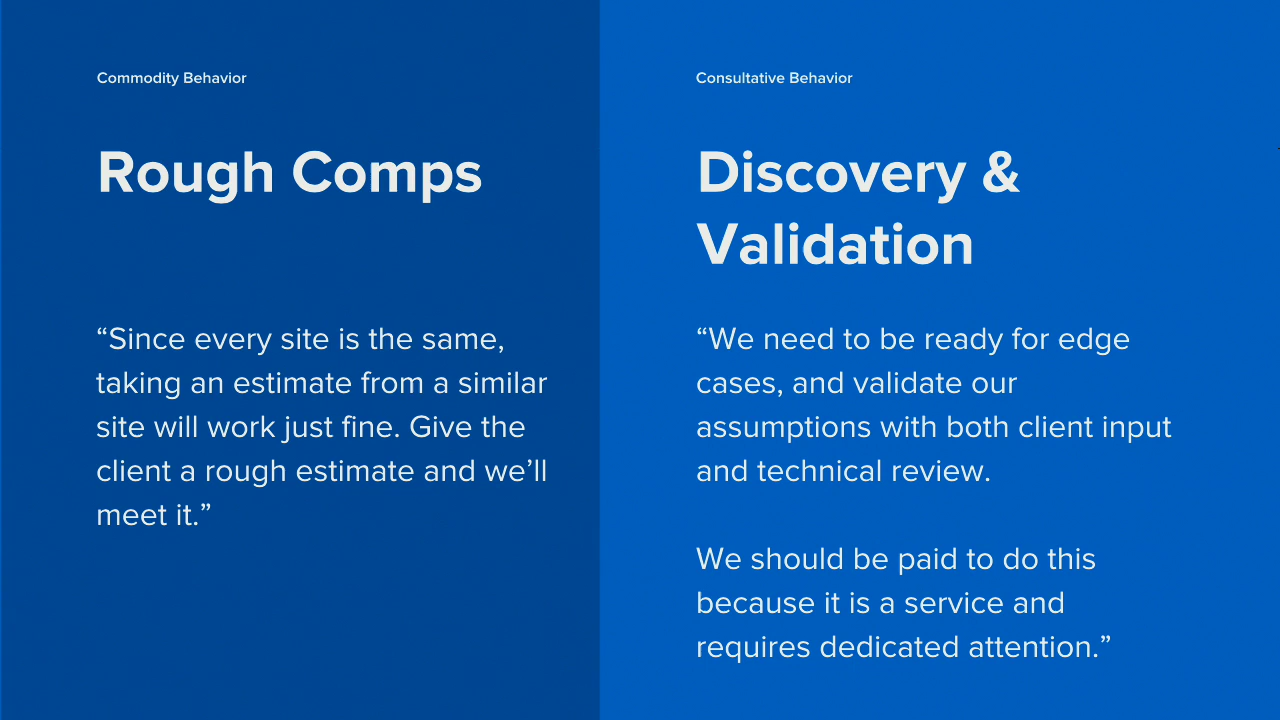 Commodity Behavior
Rough Comps
“Since every site is the same,
taking an estimate from a similar
site will work just fine. Give the
client a rough estimate and we’ll
meet it.”
Consultative Behavior
Discovery &
Validation
“We need to be ready for edge
cases, and validate our
assumptions with both client input
and technical review.
We should be paid to do this
because it is a service and
requires dedicated attention.”